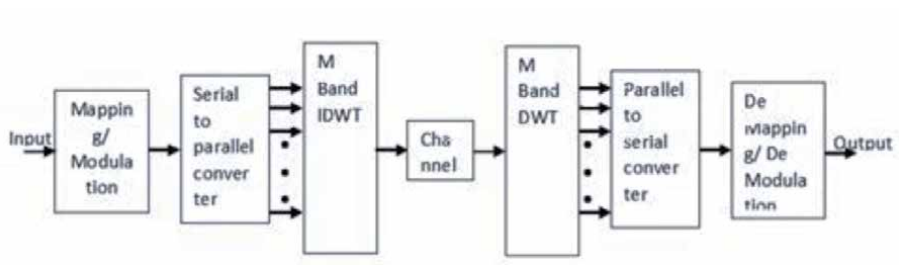 Input
Mappin
g/
Modula
tion
Serial
to
parallel
conver
ter
M
Band
IDWT
Cha
nnel
M
Band
DWT
Parallel
to
serial
conver
ter
De
Mappin
g/ De
Modula
tion
Output